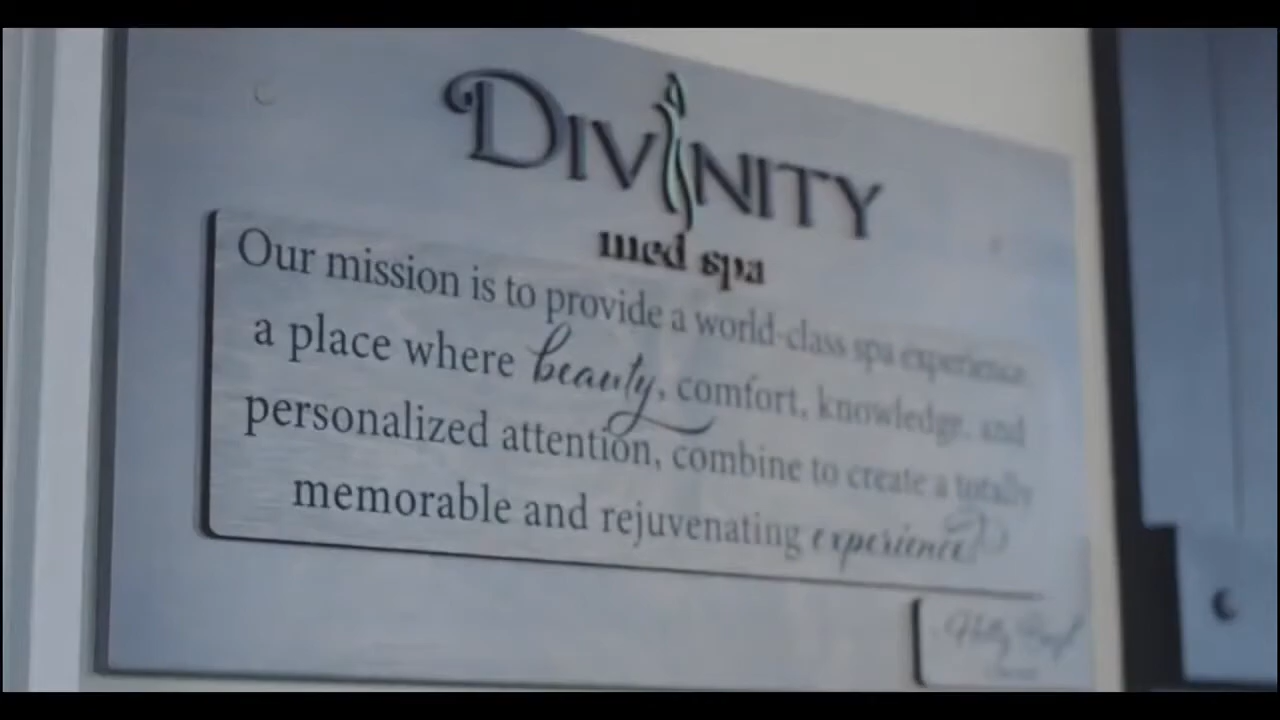 DIVINITY
med spa
Our mission is to provide a world-class spa experience
a place where beauty, comfort, knowledge, and
personalized attention, combine to create a totally
memorable and rejuvenating experience